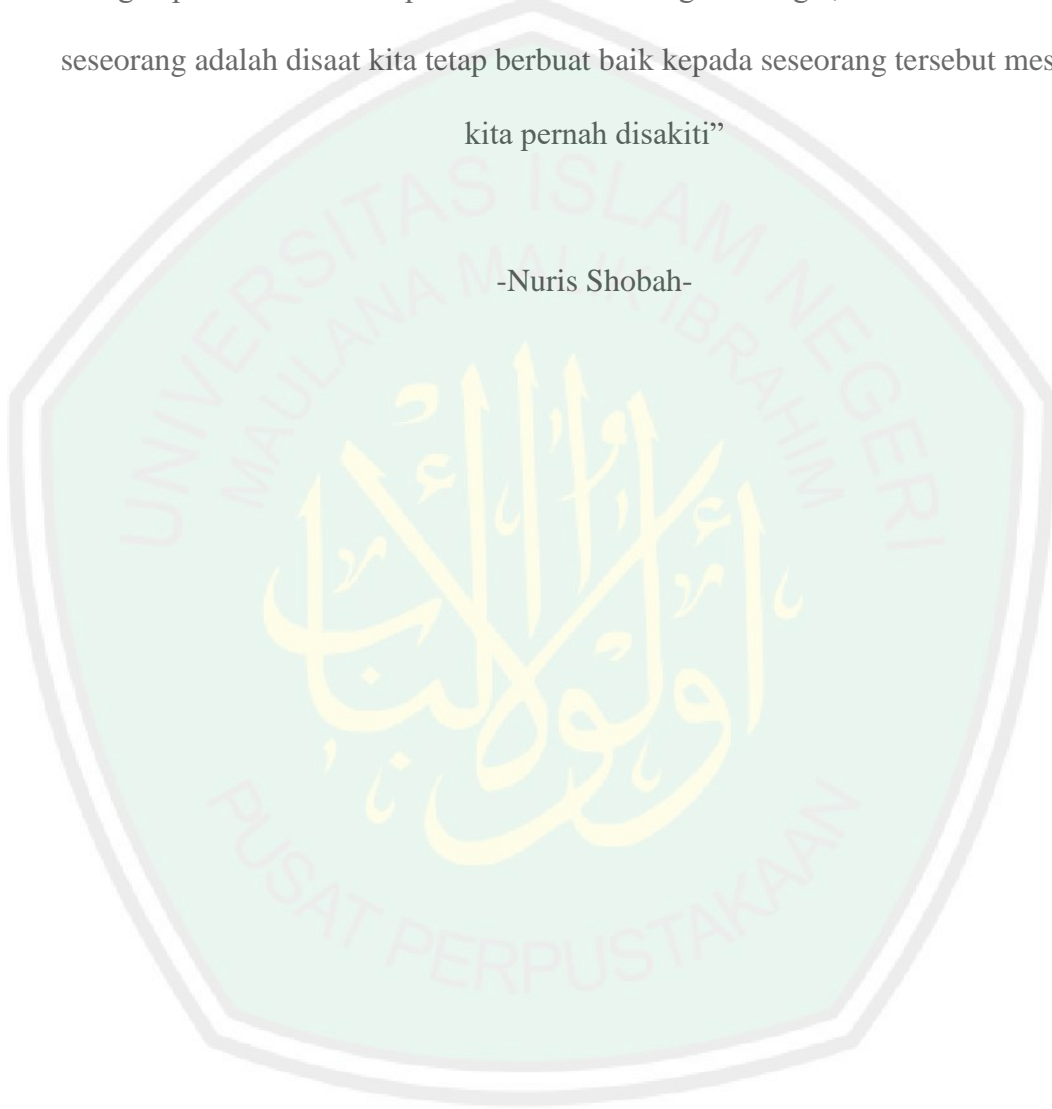 seseorang adalah disaat kita tetap berbuat baik kepada seseorang tersebut
kita pernah disakiti”
-Nuris Shobah-
UNIVERSITAS ISLAM NEGERI
MAULANA MALIK IBRAHIM
أولوا الألباب
PUSAT PERPUSTAKAAN